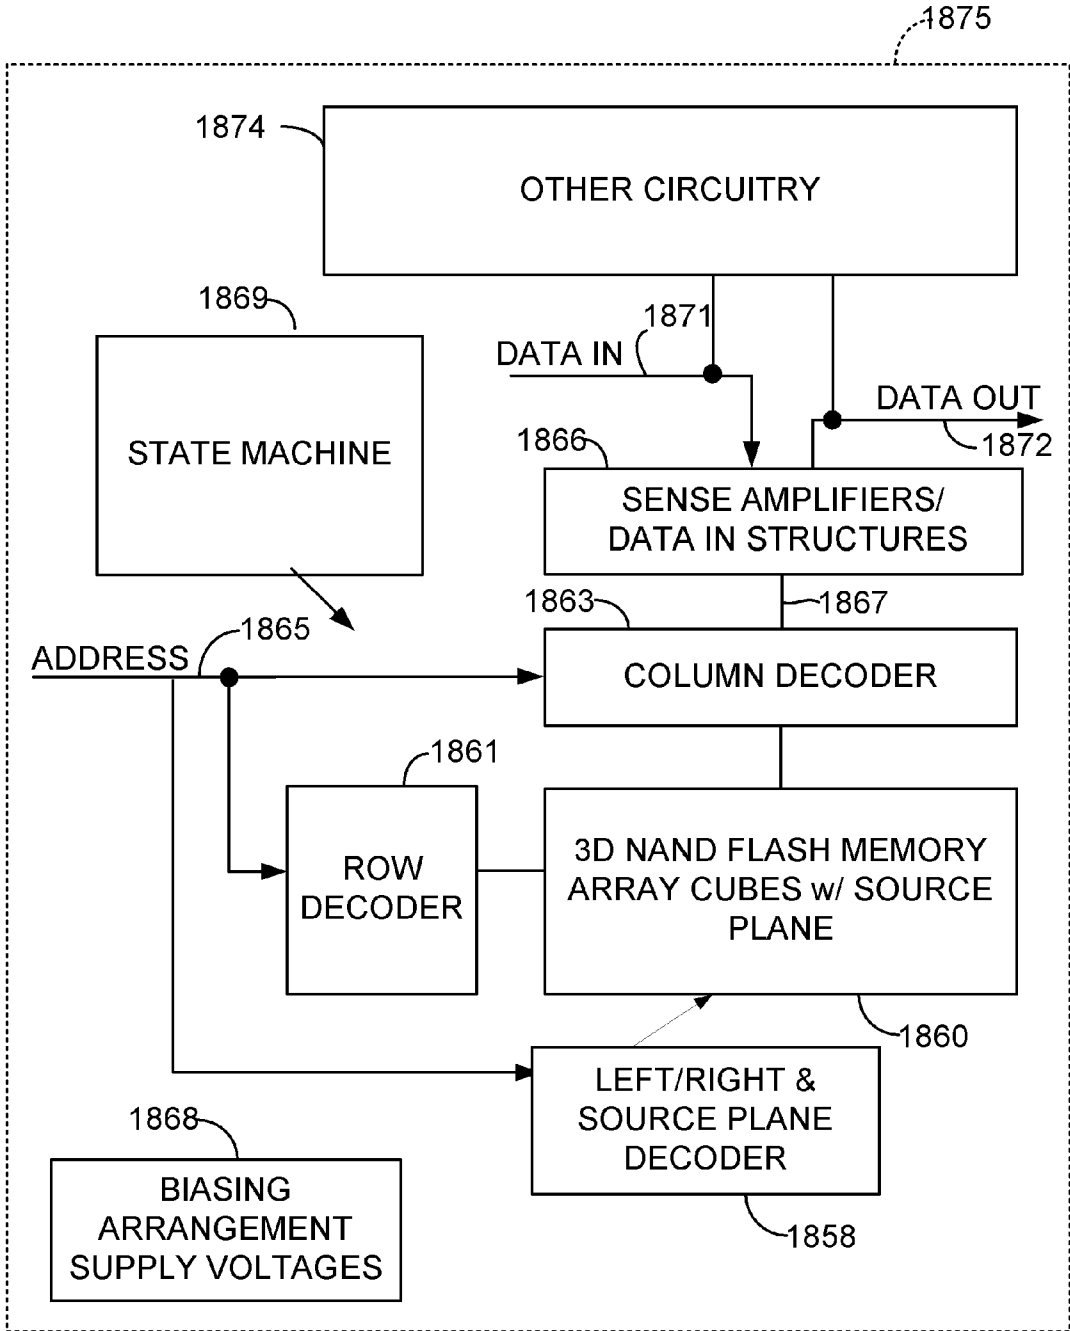 1875
1874
OTHER CIRCUITRY
1869
1871
DATA IN
DATA OUT
1872
STATE MACHINE
1866
SENSE AMPLIFIERS/
DATA IN STRUCTURES
1863
1867
1865
ADDRESS
COLUMN DECODER
1861
ROW
DECODER
3D NAND FLASH MEMORY
ARRAY CUBES w/ SOURCE
PLANE
1860
LEFT/RIGHT &
SOURCE PLANE
DECODER
1868
BIASING
ARRANGEMENT
SUPPLY VOLTAGES
1858